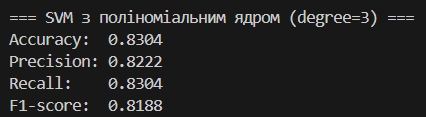 === SVM з поліноміальним ядром (degree=3) ===
Accuracy:  0.8304
Precision: 0.8222
Recall:    0.8304
F1-score:  0.8188